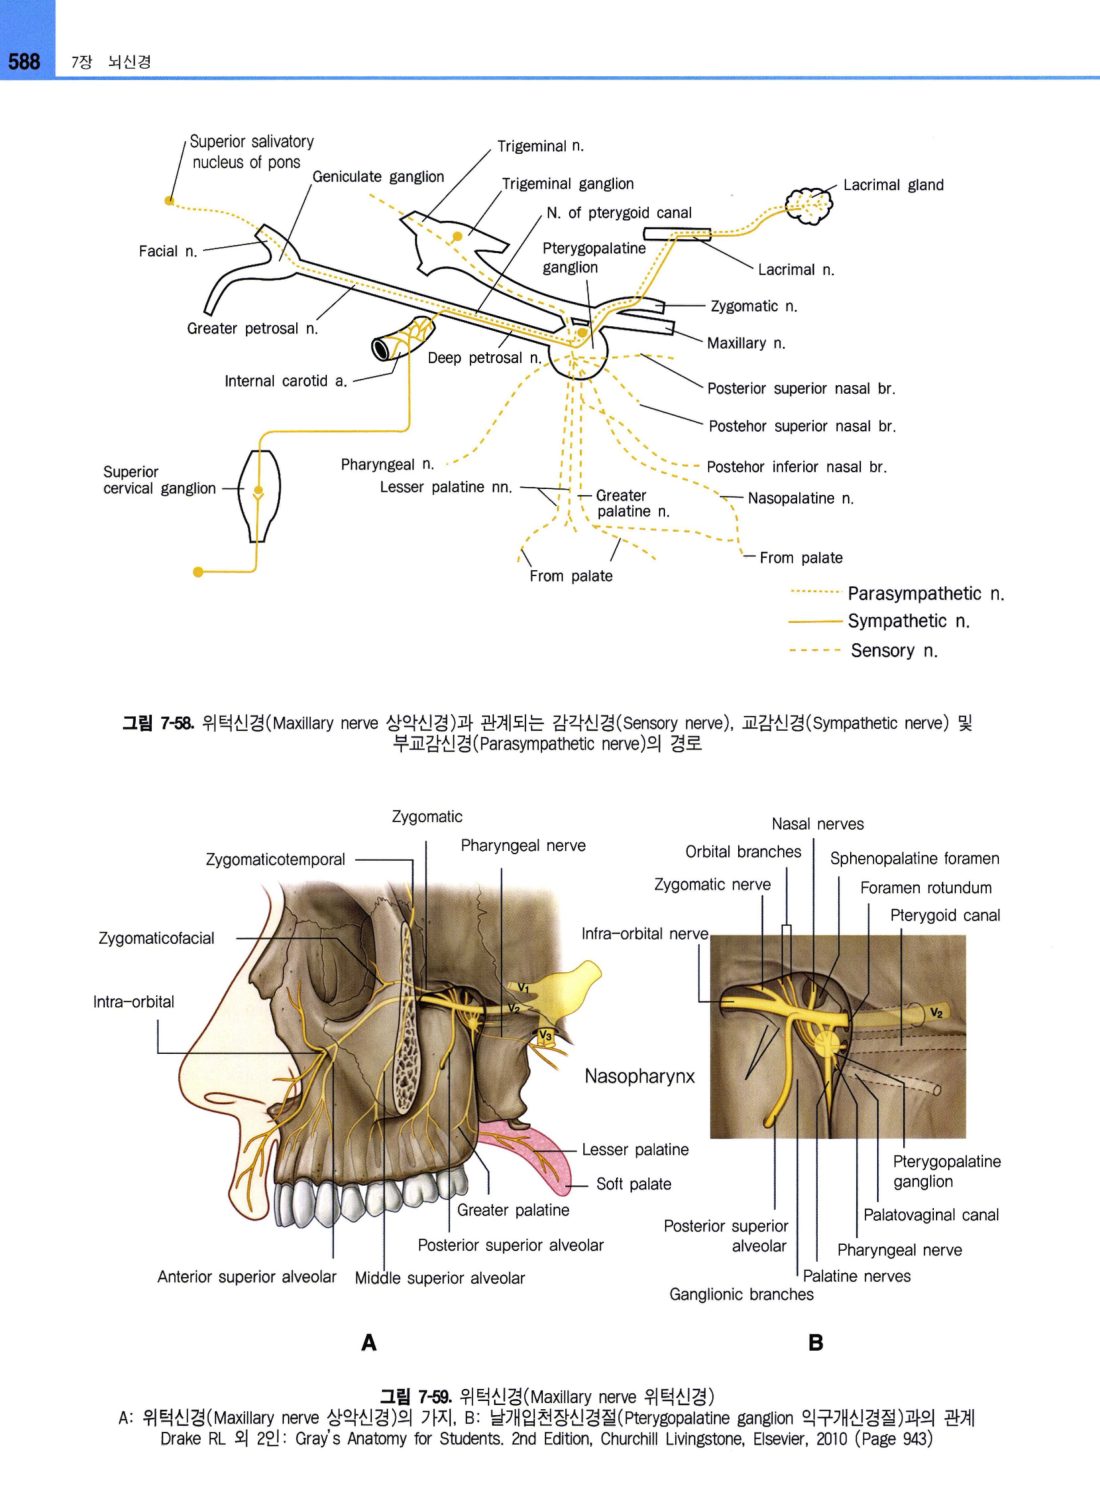 588 7장 뇌신경
Superior salivatory
nucleus of pons
Trigeminal n.
Geniculate ganglion
Trigeminal ganglion
Lacrimal gland
N. of pterygoid canal
Facial n.
Pterygopalatine
ganglion
Lacrimal n.
Zygomatic n.
Greater petrosal n.
Maxillary n.
Deep petrosal n.
Internal carotid a.
Posterior superior nasal br.
Postehor superior nasal br.
Pharyngeal n.
Postehor inferior nasal br.
Superior
cervical ganglion
Lesser palatine nn.
Greater
palatine n.
Nasopalatine n.
From palate
From palate
Parasympathetic n.
Sympathetic n.
Sensory n.
그림 7-58. 위턱신경(Maxillary nerve 상악신경)과 관계되는 감각신경(Sensory nerve), 교감신경(Sympathetic nerve) 및
부교감신경(Parasympathetic nerve)의 경로
Zygomatic
Pharyngeal nerve
Zygomaticotemporal
Zygomaticofacial
Intra-orbital
V1
V2
V3
Nasopharynx
Lesser palatine
Soft palate
Greater palatine
Posterior superior alveolar
Anterior superior alveolar
Middle superior alveolar
A
Nasal nerves
Orbital branches
Sphenopalatine foramen
Zygomatic nerve
Foramen rotundum
Pterygoid canal
Infra-orbital nerve
V2
Pterygopalatine
ganglion
Palatovaginal canal
Posterior superior
alveolar
Pharyngeal nerve
Palatine nerves
Ganglionic branches
B
그림 7-59. 위턱신경(Maxillary nerve 위턱신경)
A: 위턱신경(Maxillary nerve 상악신경)의 가지, B: 날개입천장신경절(Pterygopalatine ganglion 익구개신경절)과의 관계
Drake RL 외 2인: Gray's Anatomy for Students. 2nd Edition, Churchill Livingstone, Elsevier, 2010 (Page 943)